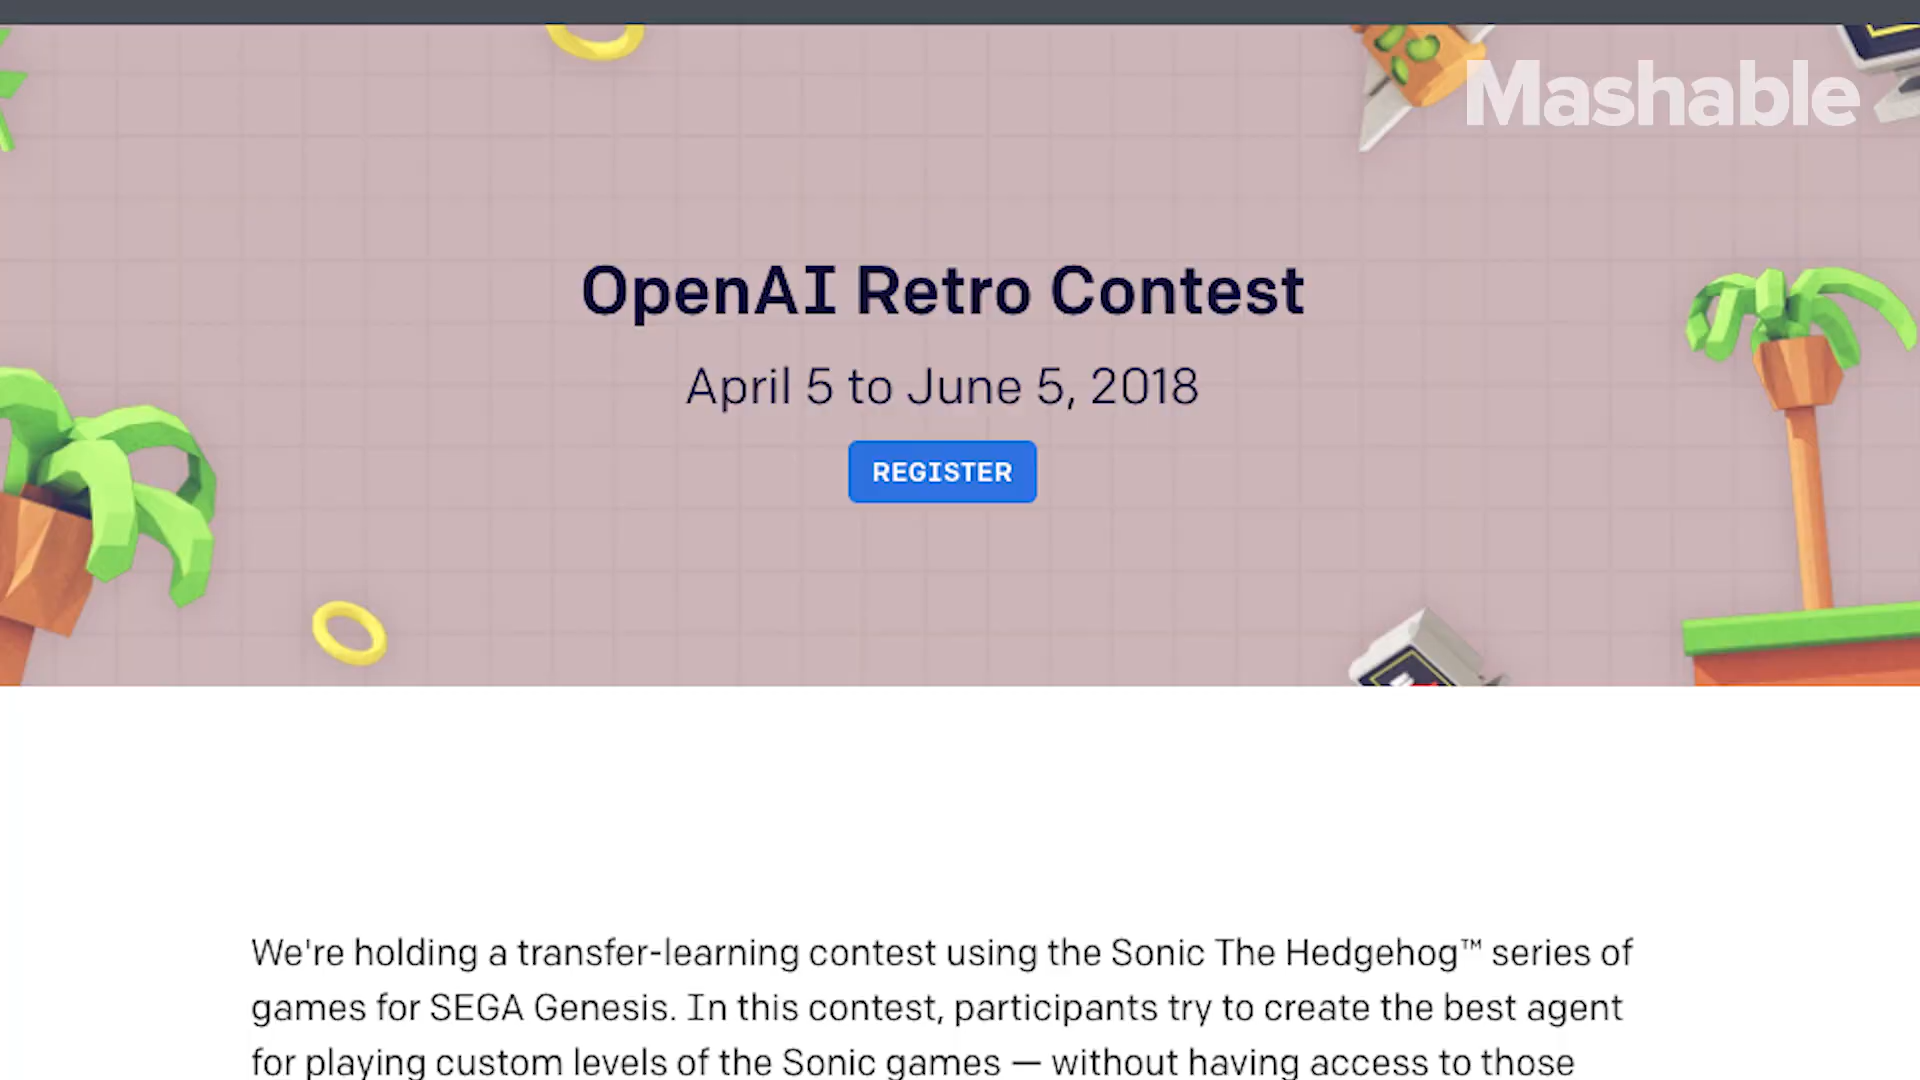 Mashable
OpenAI Retro Contest
April 5 to June 5, 2018
REGISTER
We're holding a transfer-learning contest using the Sonic The Hedgehog™ series of
games for SEGA Genesis. In this contest, participants try to create the best agent
for playing custom levels of the Sonic games — without having access to those